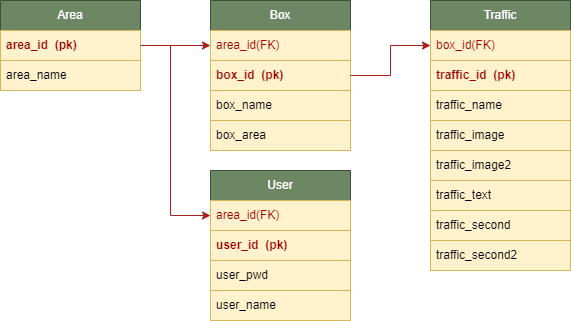 Area
area_id (pk)
area_name
Box
area_id(FK)
box_id (pk)
box_name
box_area
User
area_id(FK)
user_id (pk)
user_pwd
user_name
Traffic
box_id(FK)
traffic_id (pk)
traffic_name
traffic_image
traffic_image2
traffic_text
traffic_second
traffic_second2